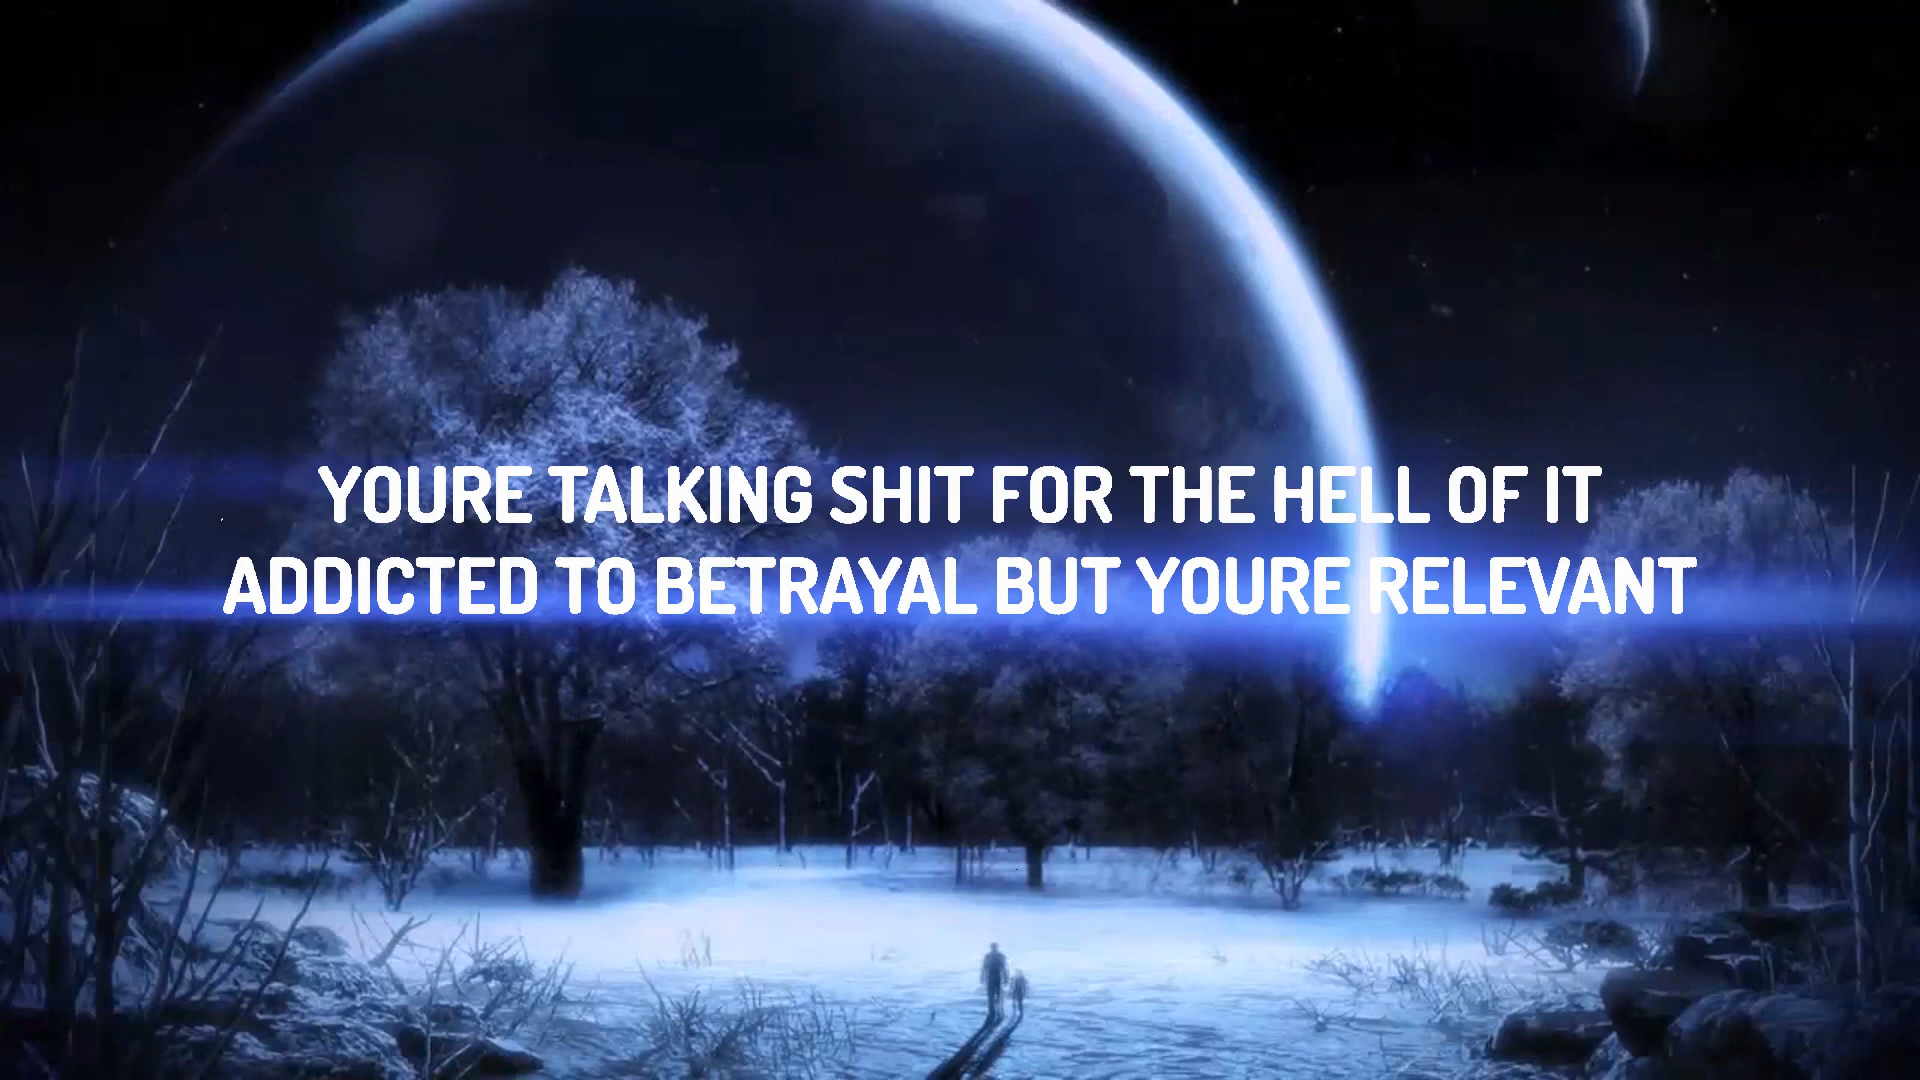 YOURE TALKING SHIT FOR THE HELL OF IT
ADDICTED TO BETRAYAL BUT YOURE RELEVANT